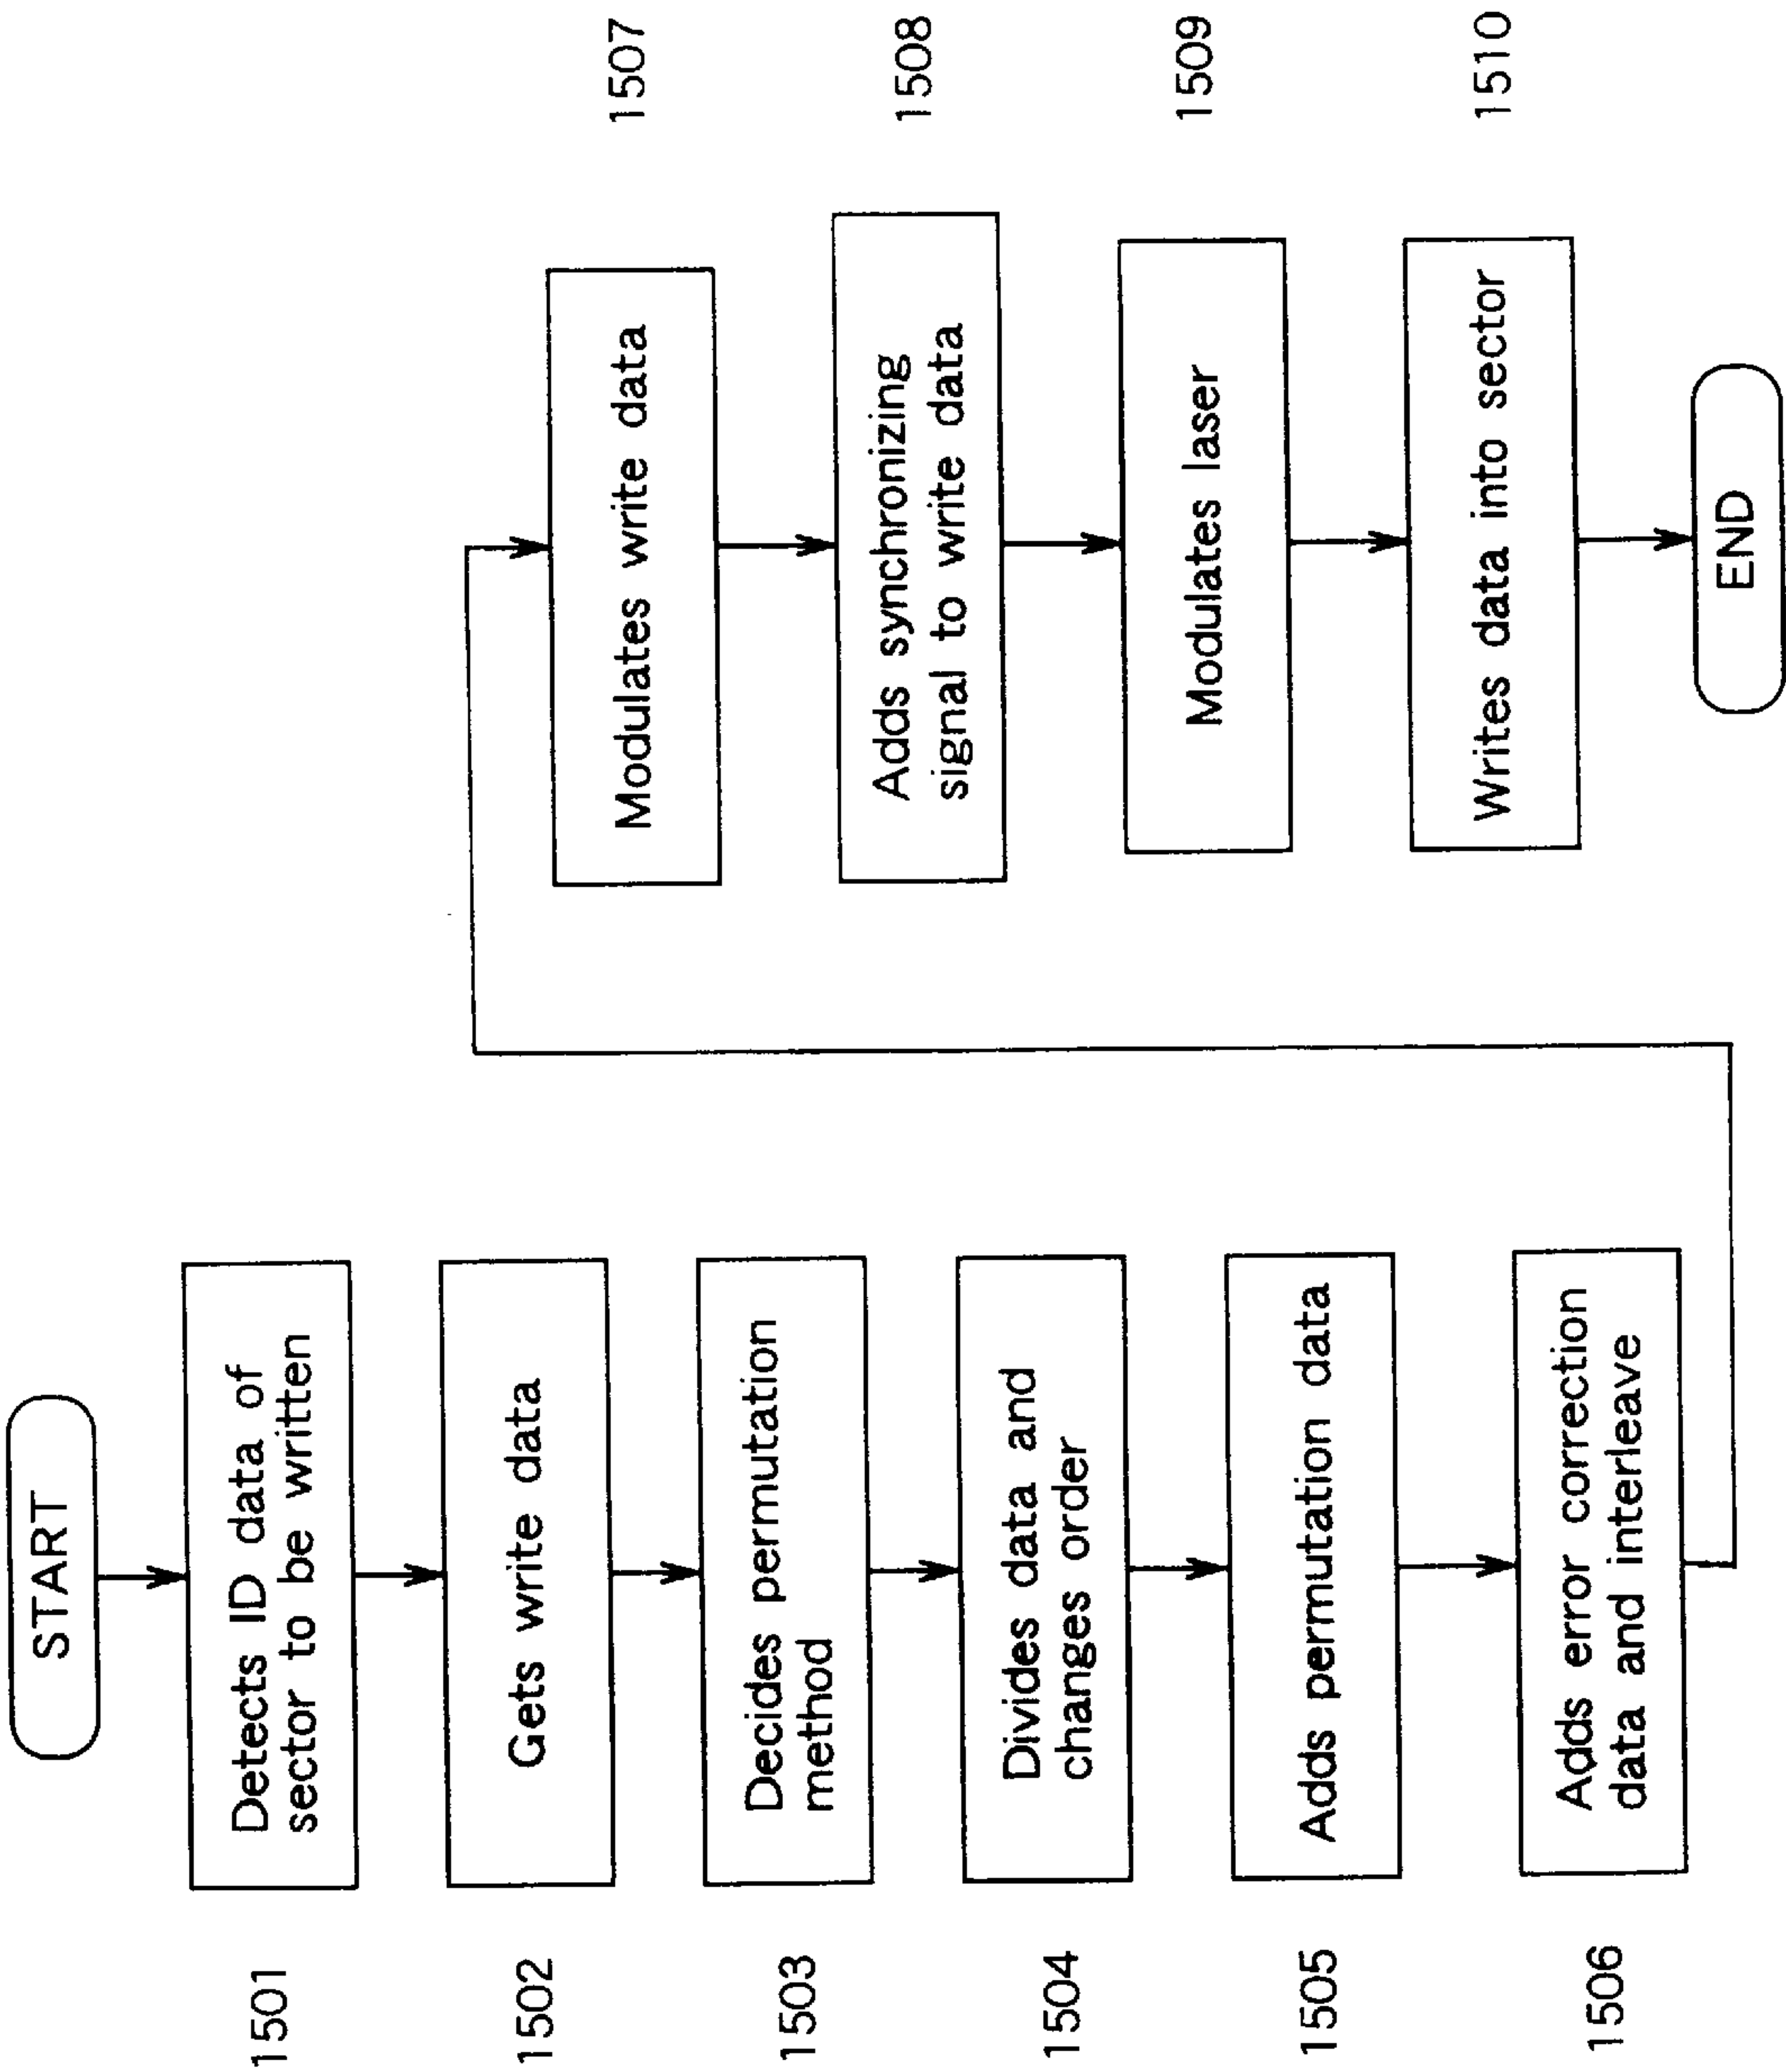 START
1501
Detects ID data of
sector to be written
1502
Gets write data
1503
Decides permutation
method
1504
Divides data and
changes order
1505
Adds permutation data
1506
Adds error correction
data and interleave
Modulates write data
1507
Adds synchronizing
signal to write data
1508
Modulates laser
1509
Writes data into sector
1510
END